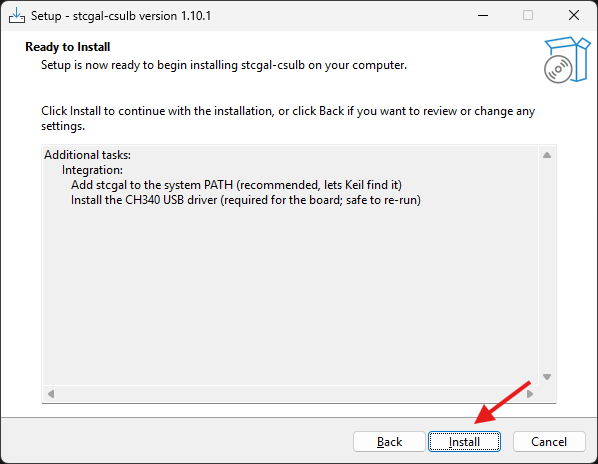 Setup - stcgal-csulb version 1.10.1
Ready to Install
Setup is now ready to begin installing stcgal-csulb on your computer.
Click Install to continue with the installation, or click Back if you want to review or change any
settings.
Additional tasks:
Integration:
Add stcgal to the system PATH (recommended, lets Keil find it)
Install the CH340 USB driver (required for the board; safe to re-run)
Back
Install
Cancel